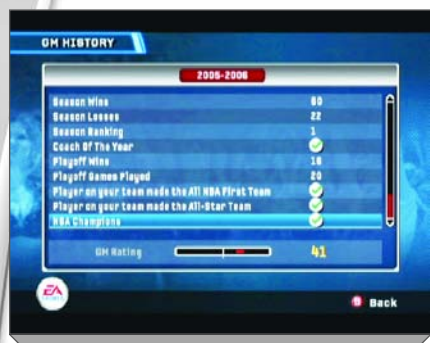 GM HISTORY
2005-2006
Season Wins 60
Season Losses 22
Season Ranking 1
Coach Of The Year
Playoff Wins 16
Playoff Games Played 20
Player on your team made the All NBA First Team
Player on your team made the All-Star Team
NBA Champions
GM Rating 41
EA
B Back